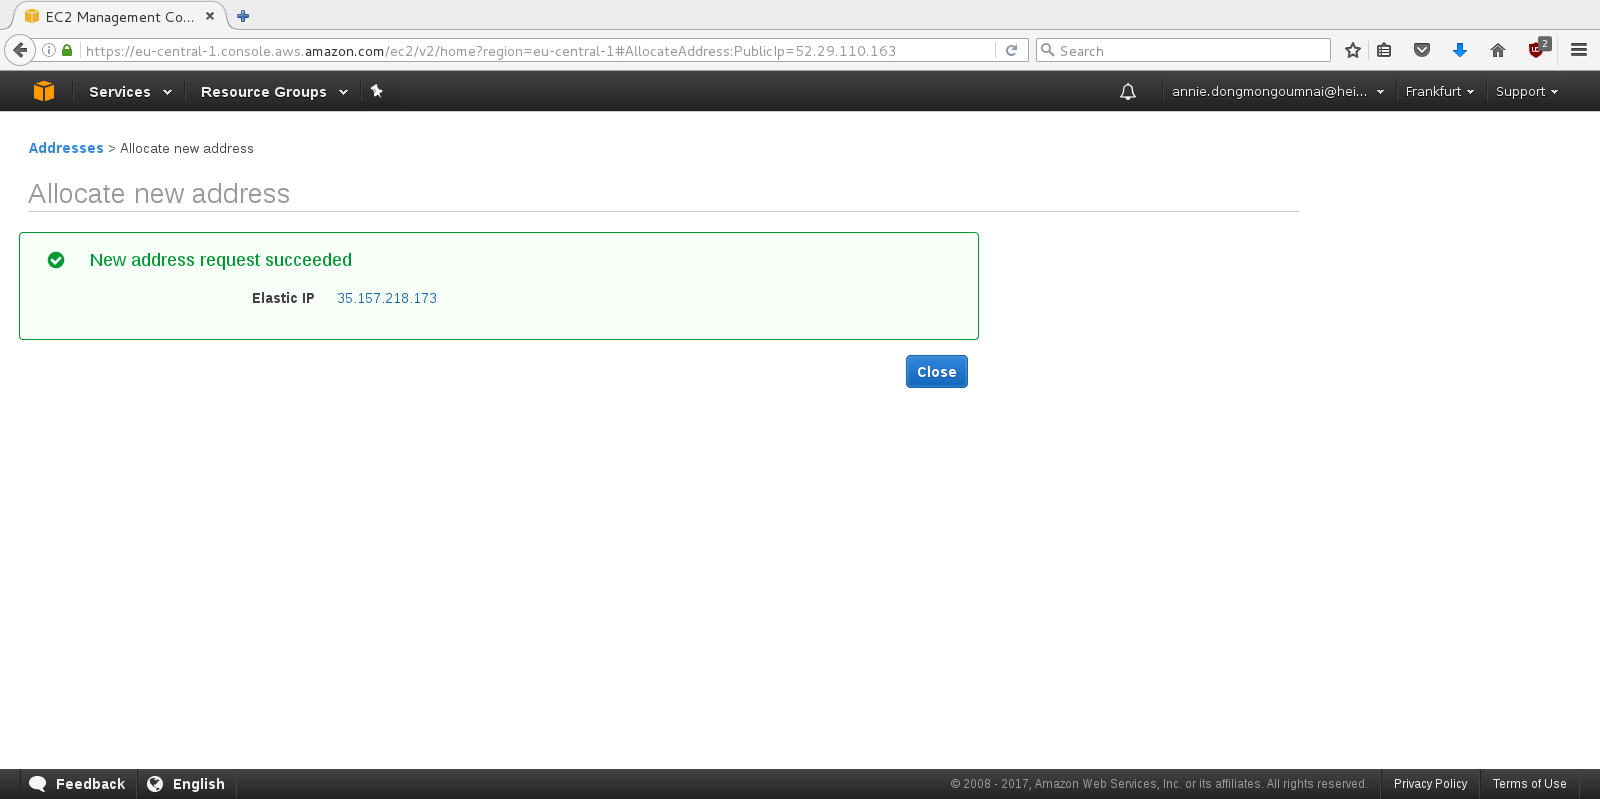 EC2 Management Co...
https://eu-central-1.console.aws.amazon.com/ec2/v2/home?region=eu-central-1#AllocateAddress:PublicIp=52.29.110.163
Search
2
Services
Resource Groups
annie.dongmongoumnai@hei...
Frankfurt
Support
Addresses > Allocate new address
Allocate new address
New address request succeeded
Elastic IP 35.157.218.173
Close
Feedback
English
© 2008 - 2017, Amazon Web Services, Inc. or its affiliates. All rights reserved.
Privacy Policy
Terms of Use